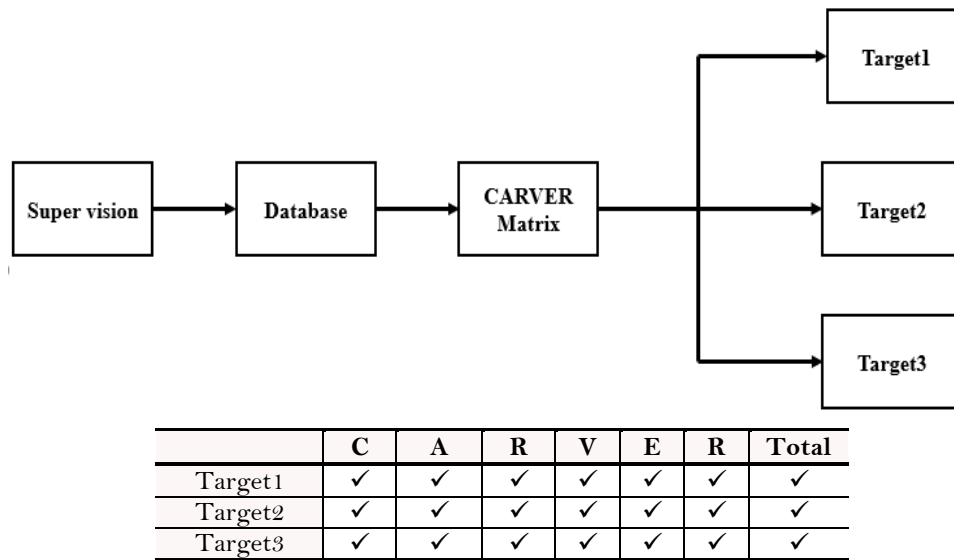 Target1
Super vision
Database
CARVER
Matrix
Target2
Target3
C A R V E R Total
Target1 ✓ ✓ ✓ ✓ ✓ ✓ ✓
Target2 ✓ ✓ ✓ ✓ ✓ ✓ ✓
Target3 ✓ ✓ ✓ ✓ ✓ ✓ ✓